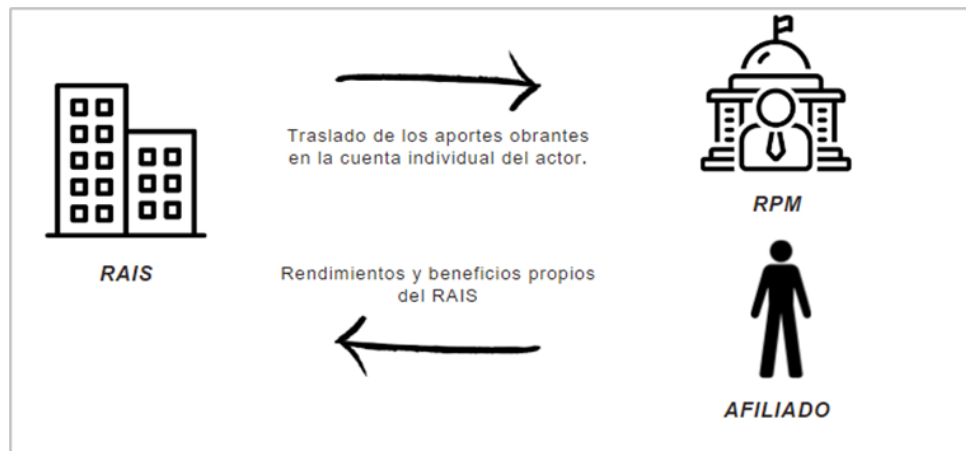 Traslado de los aportes obrantes
en la cuenta individual del actor.
RPM
RAIS
Rendimientos y beneficios propios
del RAIS
AFILIADO